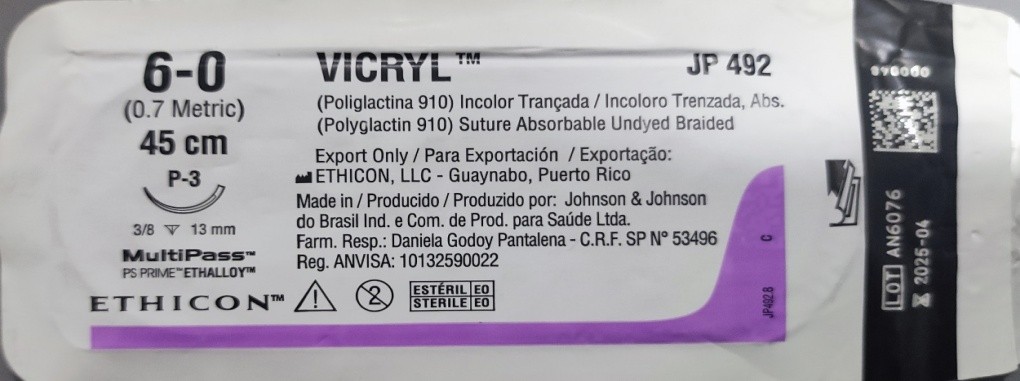 6-0
(0.7 Metric)
45 cm
P-3
3/8 13 mm
MultiPass™
PS PRIME™ETHALLOY™
ETHICON™
VICRYL™ JP 492
(Poliglactina 910) Incolor Trançada / Incoloro Trenzada, Abs.
(Polyglactin 910) Suture Absorbable Undyed Braided
Export Only / Para Exportación / Exportação:
ETHICON, LLC - Guaynabo, Puerto Rico
Made in / Producido / Produzido por: Johnson & Johnson
do Brasil Ind. e Com. de Prod. para Saúde Ltda.
Farm. Resp.: Daniela Godoy Pantalena - C.R.F. SP N° 53496
Reg. ANVISA: 10132590022
2
ESTÉRIL EO
STERILE EO
C
JP492.B
LOT AN6076
2025-04